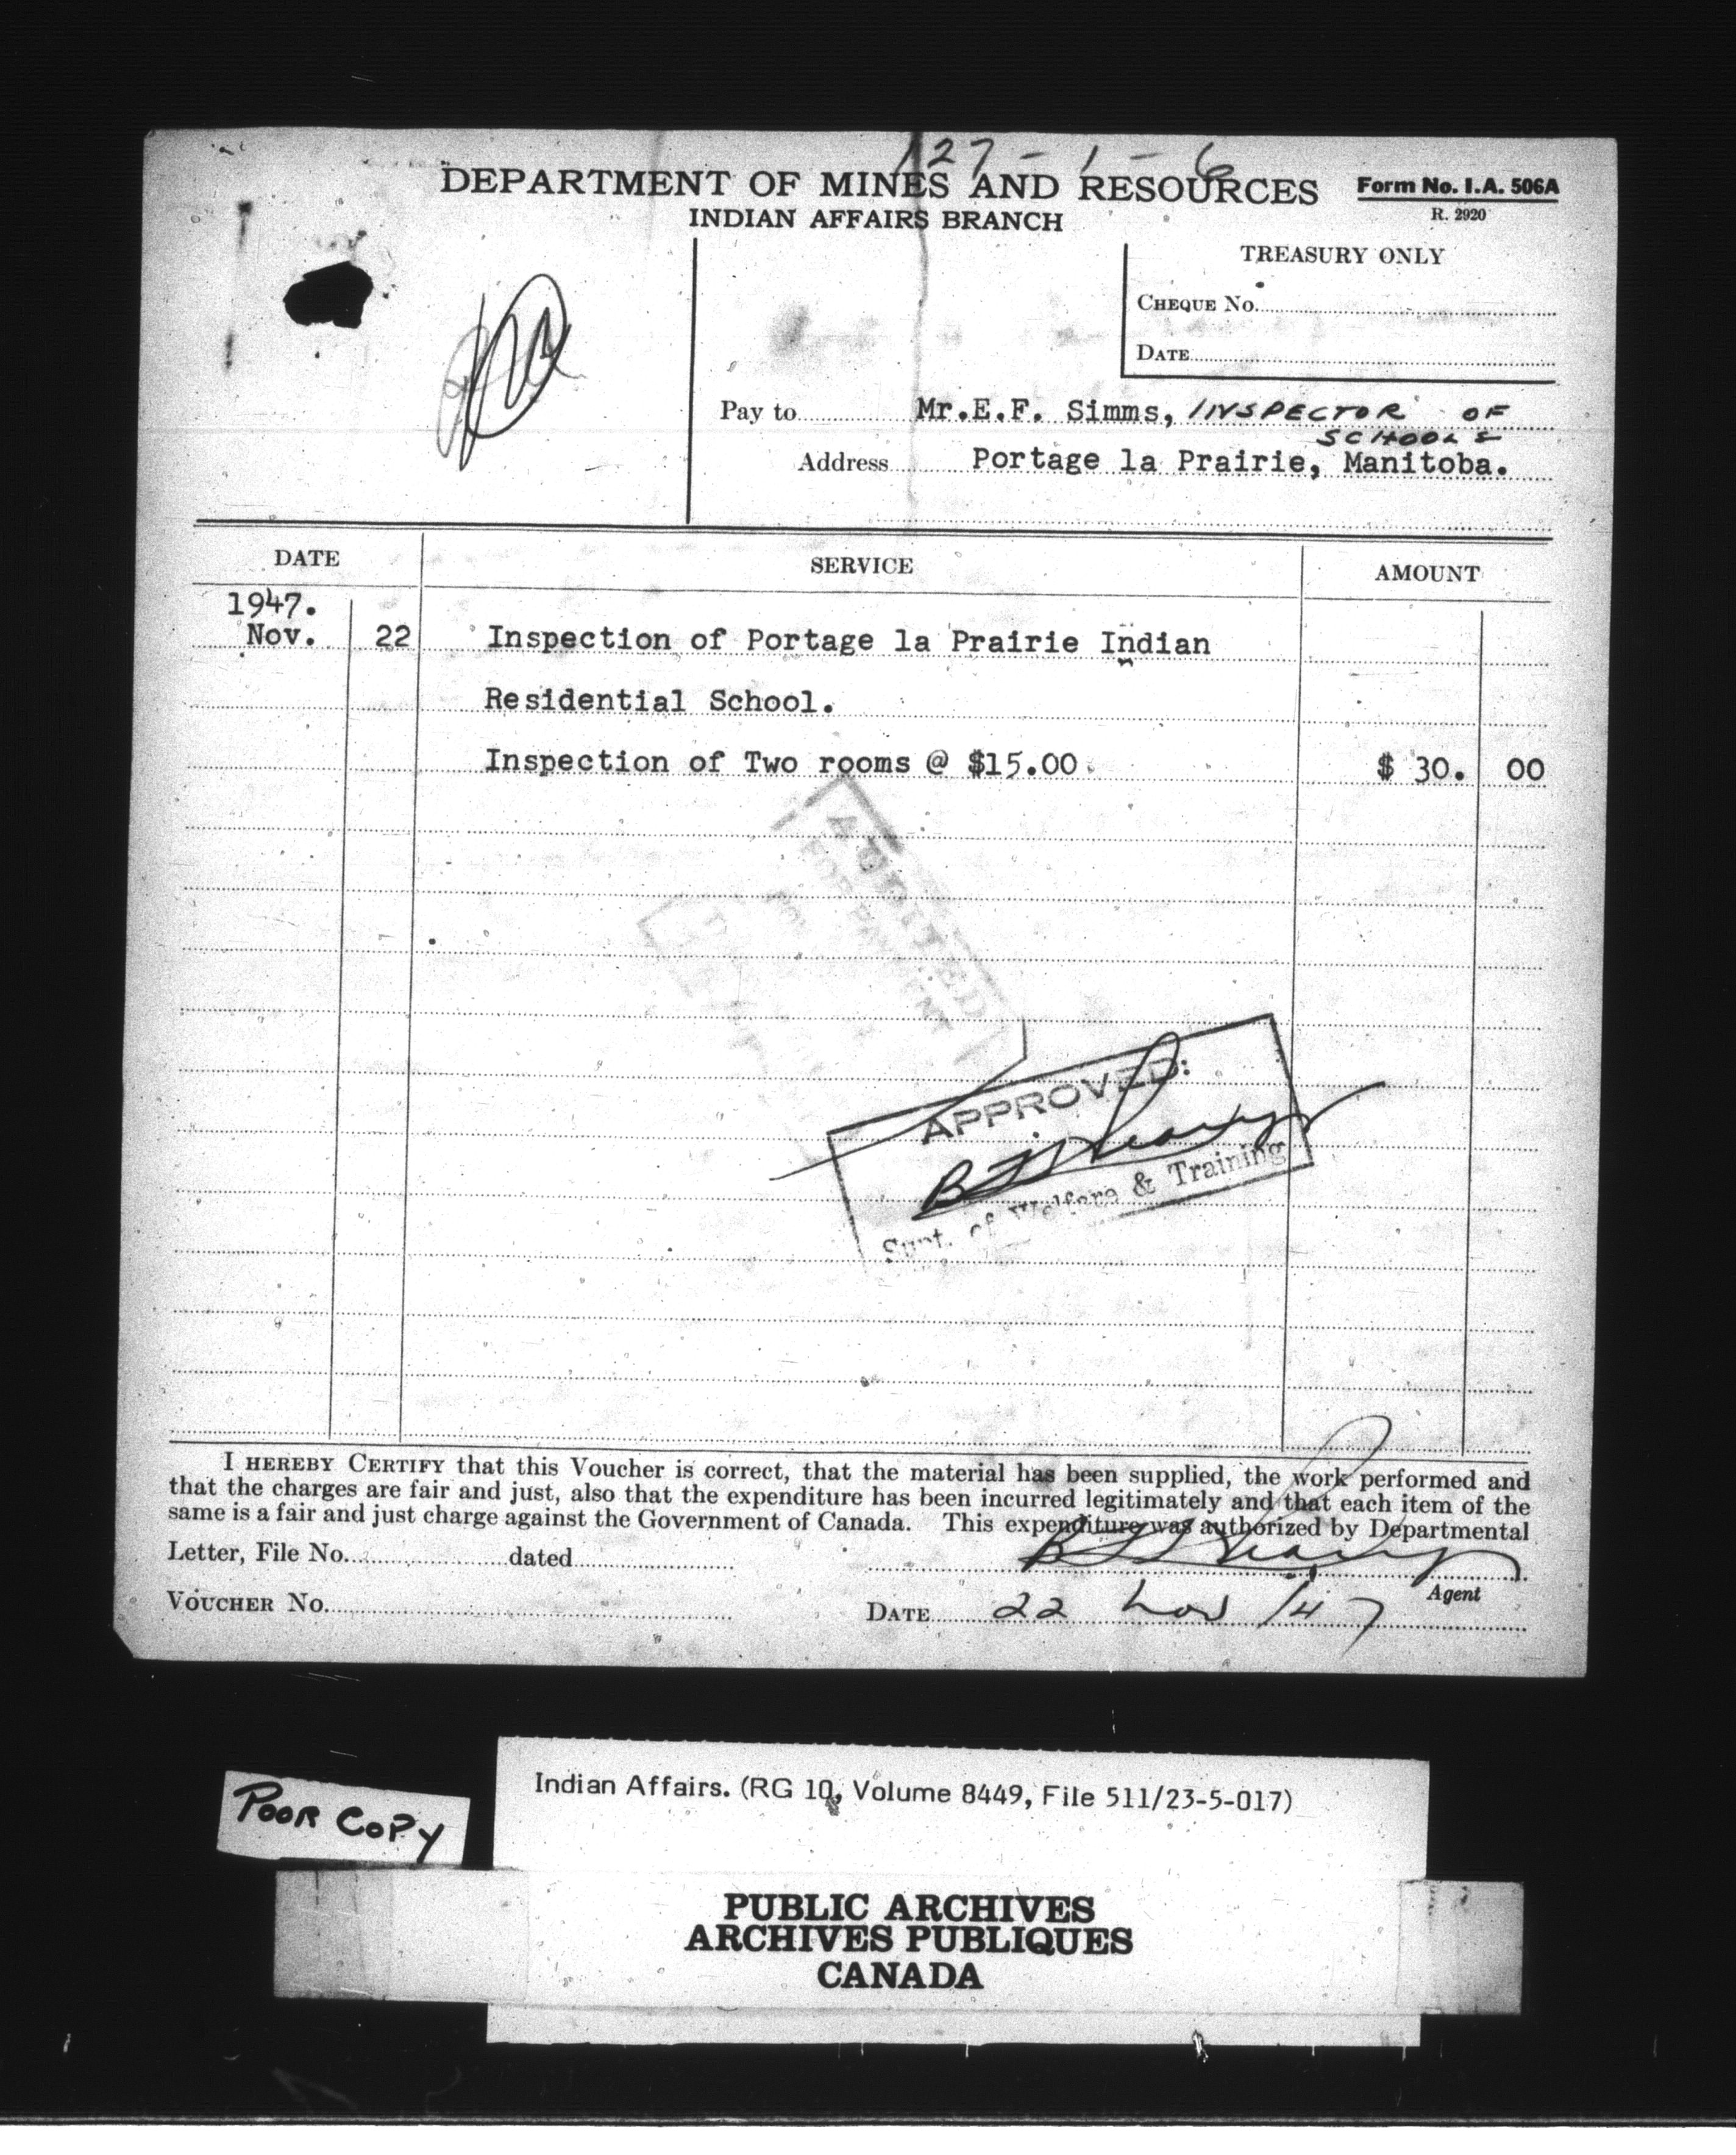 127-1-6
DEPARTMENT OF MINES AND RESOURCES
Form No. I.A. 506A
INDIAN AFFAIRS BRANCH
R. 2920
TREASURY ONLY
CHEQUE No.
DATE
Pay to Mr.E.F. Simms, INSPECTOR OF
SCHOOLS
Address Portage la Prairie, Manitoba.
DATE SERVICE AMOUNT
1947.
Nov. 22 Inspection of Portage la Prairie Indian
Residential School.
Inspection of Two rooms @ $15.00. $ 30. 00
AUDITED
FOR PAYMENT
APPROVED:
Supt. of Welfare & Training
I HEREBY CERTIFY that this Voucher is correct, that the material has been supplied, the work performed and
that the charges are fair and just, also that the expenditure has been incurred legitimately and that each item of the
same is a fair and just charge against the Government of Canada. This expenditure was authorized by Departmental
Letter, File No. dated
Agent
VOUCHER No.
DATE 22 Nov/47
Indian Affairs. (RG 10, Volume 8449, File 511/23-5-017)
POOR COPY
PUBLIC ARCHIVES
ARCHIVES PUBLIQUES
CANADA